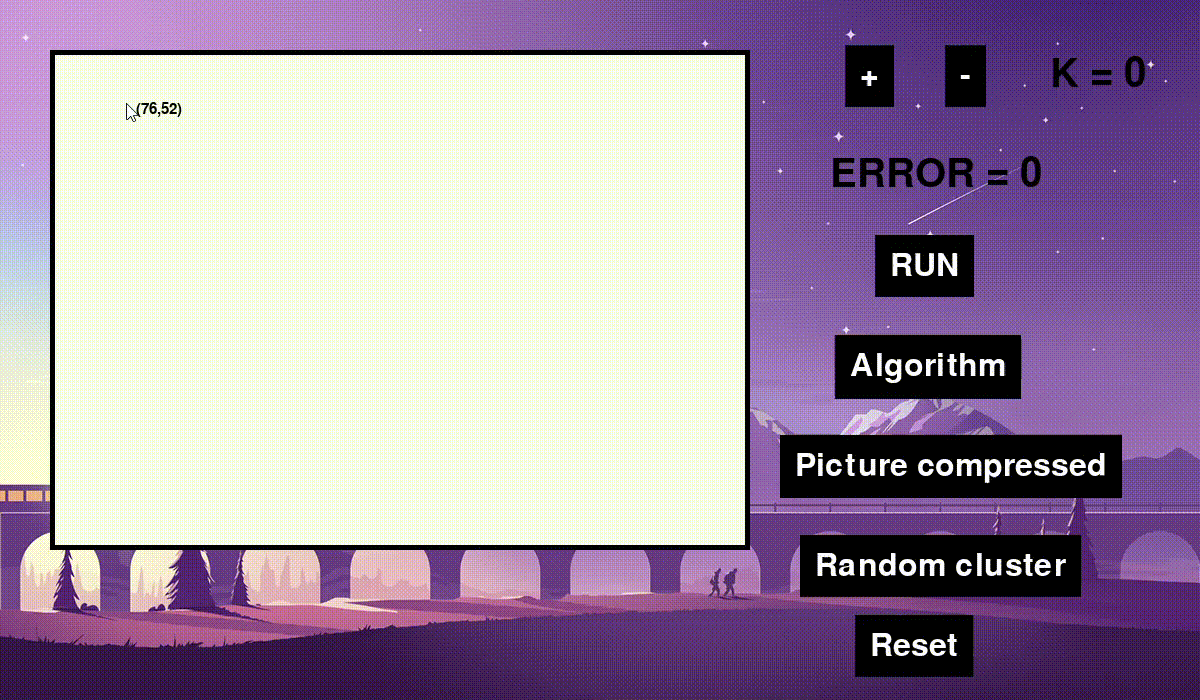 + - K = 0
(76,52)
ERROR = 0
RUN
Algorithm
Picture compressed
Random cluster
Reset